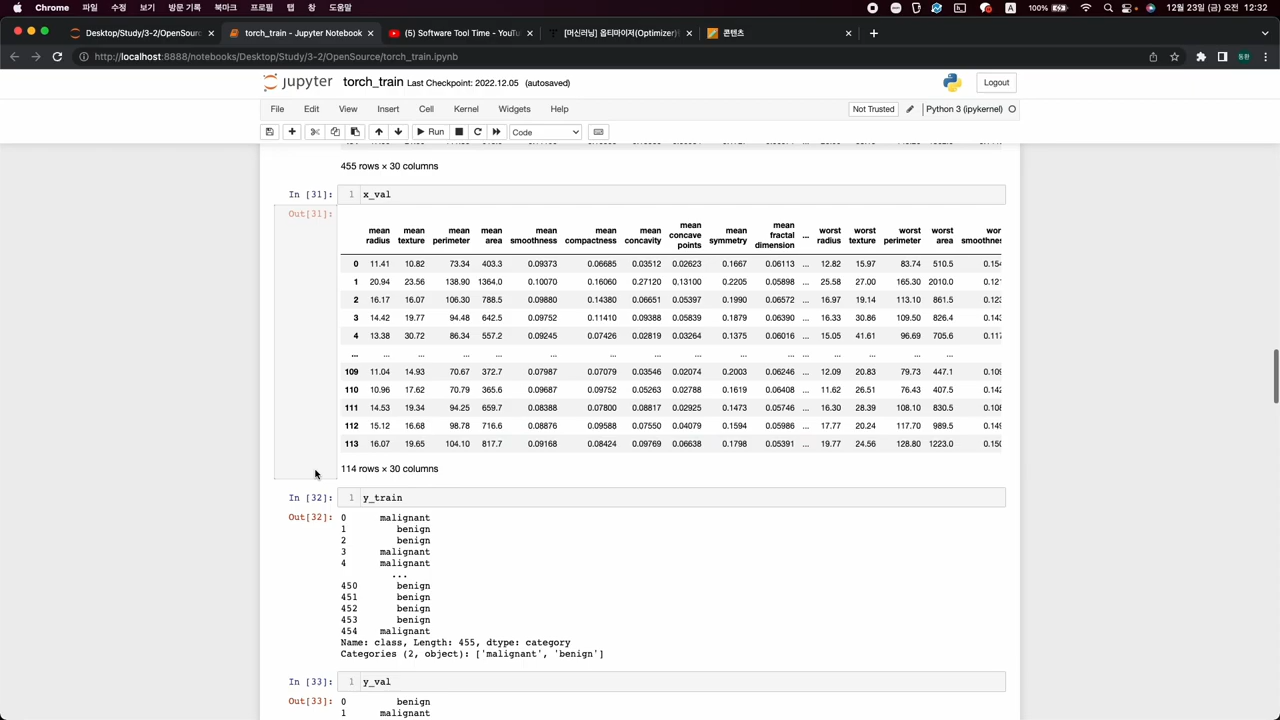 Chrome 파일 수정 보기 방문 기록 북마크 프로필 탭 창 도움말 100% 12월 23일 (금) 오전 12:32
Desktop/Study/3-2/OpenSourc torch_train - Jupyter Notebook (5) Software Tool Time - YouTu [머신러닝] 옵티마이저(Optimizer) 콘텐츠
http://localhost:8888/notebooks/Desktop/Study/3-2/OpenSource/torch_train.ipynb 동환
jupyter torch_train Last Checkpoint: 2022.12.05 (autosaved) Logout
File Edit View Insert Cell Kernel Widgets Help Not Trusted Python 3 (ipykernel)
Run Code
455 rows × 30 columns
In [31]: 1 x_val
Out[31]:
mean radius mean texture mean perimeter mean area mean smoothness mean compactness mean concavity mean concave points mean symmetry mean fractal dimension ... worst radius worst texture worst perimeter worst area wor smoothnes
0 11.41 10.82 73.34 403.3 0.09373 0.06685 0.03512 0.02623 0.1667 0.06113 ... 12.82 15.97 83.74 510.5 0.154
1 20.94 23.56 138.90 1364.0 0.10070 0.16060 0.27120 0.13100 0.2205 0.05898 ... 25.58 27.00 165.30 2010.0 0.121
2 16.17 16.07 106.30 788.5 0.09880 0.14380 0.06651 0.05397 0.1990 0.06572 ... 16.97 19.14 113.10 861.5 0.123
3 14.42 19.77 94.48 642.5 0.09752 0.11410 0.09388 0.05839 0.1879 0.06390 ... 16.33 30.86 109.50 826.4 0.143
4 13.38 30.72 86.34 557.2 0.09245 0.07426 0.02819 0.03264 0.1375 0.06016 ... 15.05 41.61 96.69 705.6 0.117
... ... ... ... ... ... ... ... ... ... ... ... ... ... ... ...
109 11.04 14.93 70.67 372.7 0.07987 0.07079 0.03546 0.02074 0.2003 0.06246 ... 12.09 20.83 79.73 447.1 0.109
110 10.96 17.62 70.79 365.6 0.09687 0.09752 0.05263 0.02788 0.1619 0.06408 ... 11.62 26.51 76.43 407.5 0.142
111 14.53 19.34 94.25 659.7 0.08388 0.07800 0.08817 0.02925 0.1473 0.05746 ... 16.30 28.39 108.10 830.5 0.108
112 15.12 16.68 98.78 716.6 0.08876 0.09588 0.07550 0.04079 0.1594 0.05986 ... 17.77 20.24 117.70 989.5 0.149
113 16.07 19.65 104.10 817.7 0.09168 0.08424 0.09769 0.06638 0.1798 0.05391 ... 19.77 24.56 128.80 1223.0 0.150
114 rows × 30 columns
In [32]: 1 y_train
Out[32]: 0 malignant
1 benign
2 benign
3 malignant
4 malignant
...
450 benign
451 benign
452 benign
453 benign
454 malignant
Name: class, Length: 455, dtype: category
Categories (2, object): ['malignant', 'benign']
In [33]: 1 y_val
Out[33]: 0 benign
1 malignant